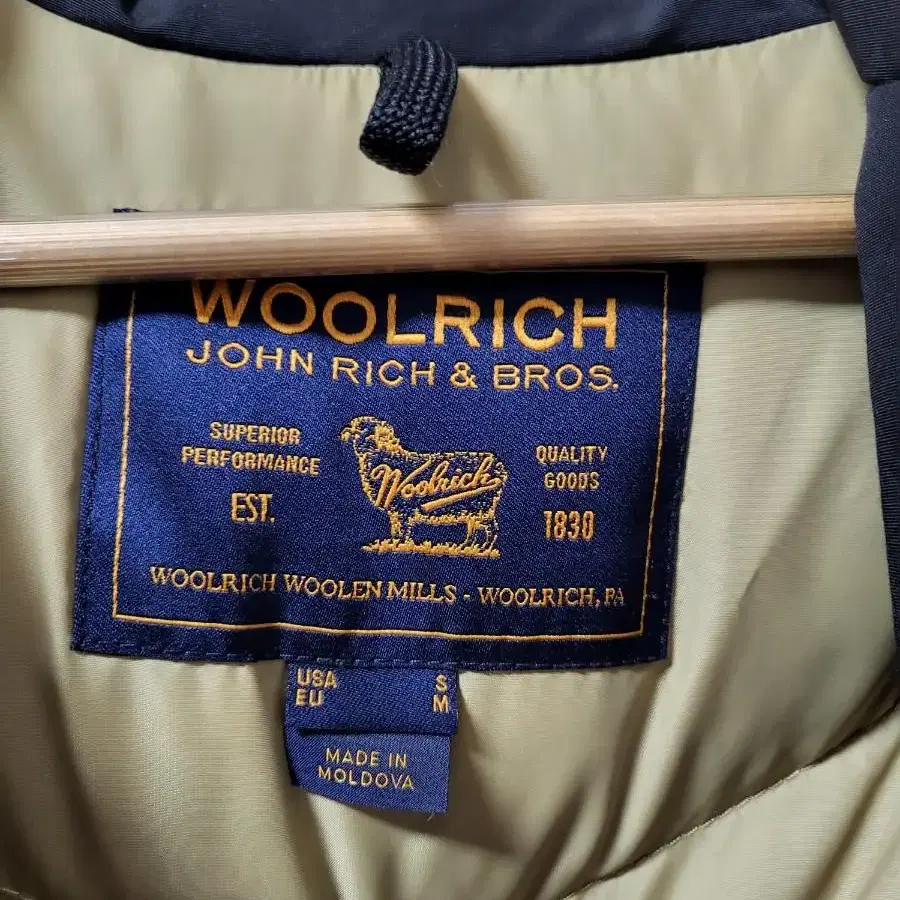 WOOLRICH
JOHN RICH & BROS.
SUPERIOR
PERFORMANCE
EST.
Woolrich
QUALITY
GOODS
1830
WOOLRICH WOOLEN MILLS - WOOLRICH, PA
USA S
EU M
MADE IN
MOLDOVA